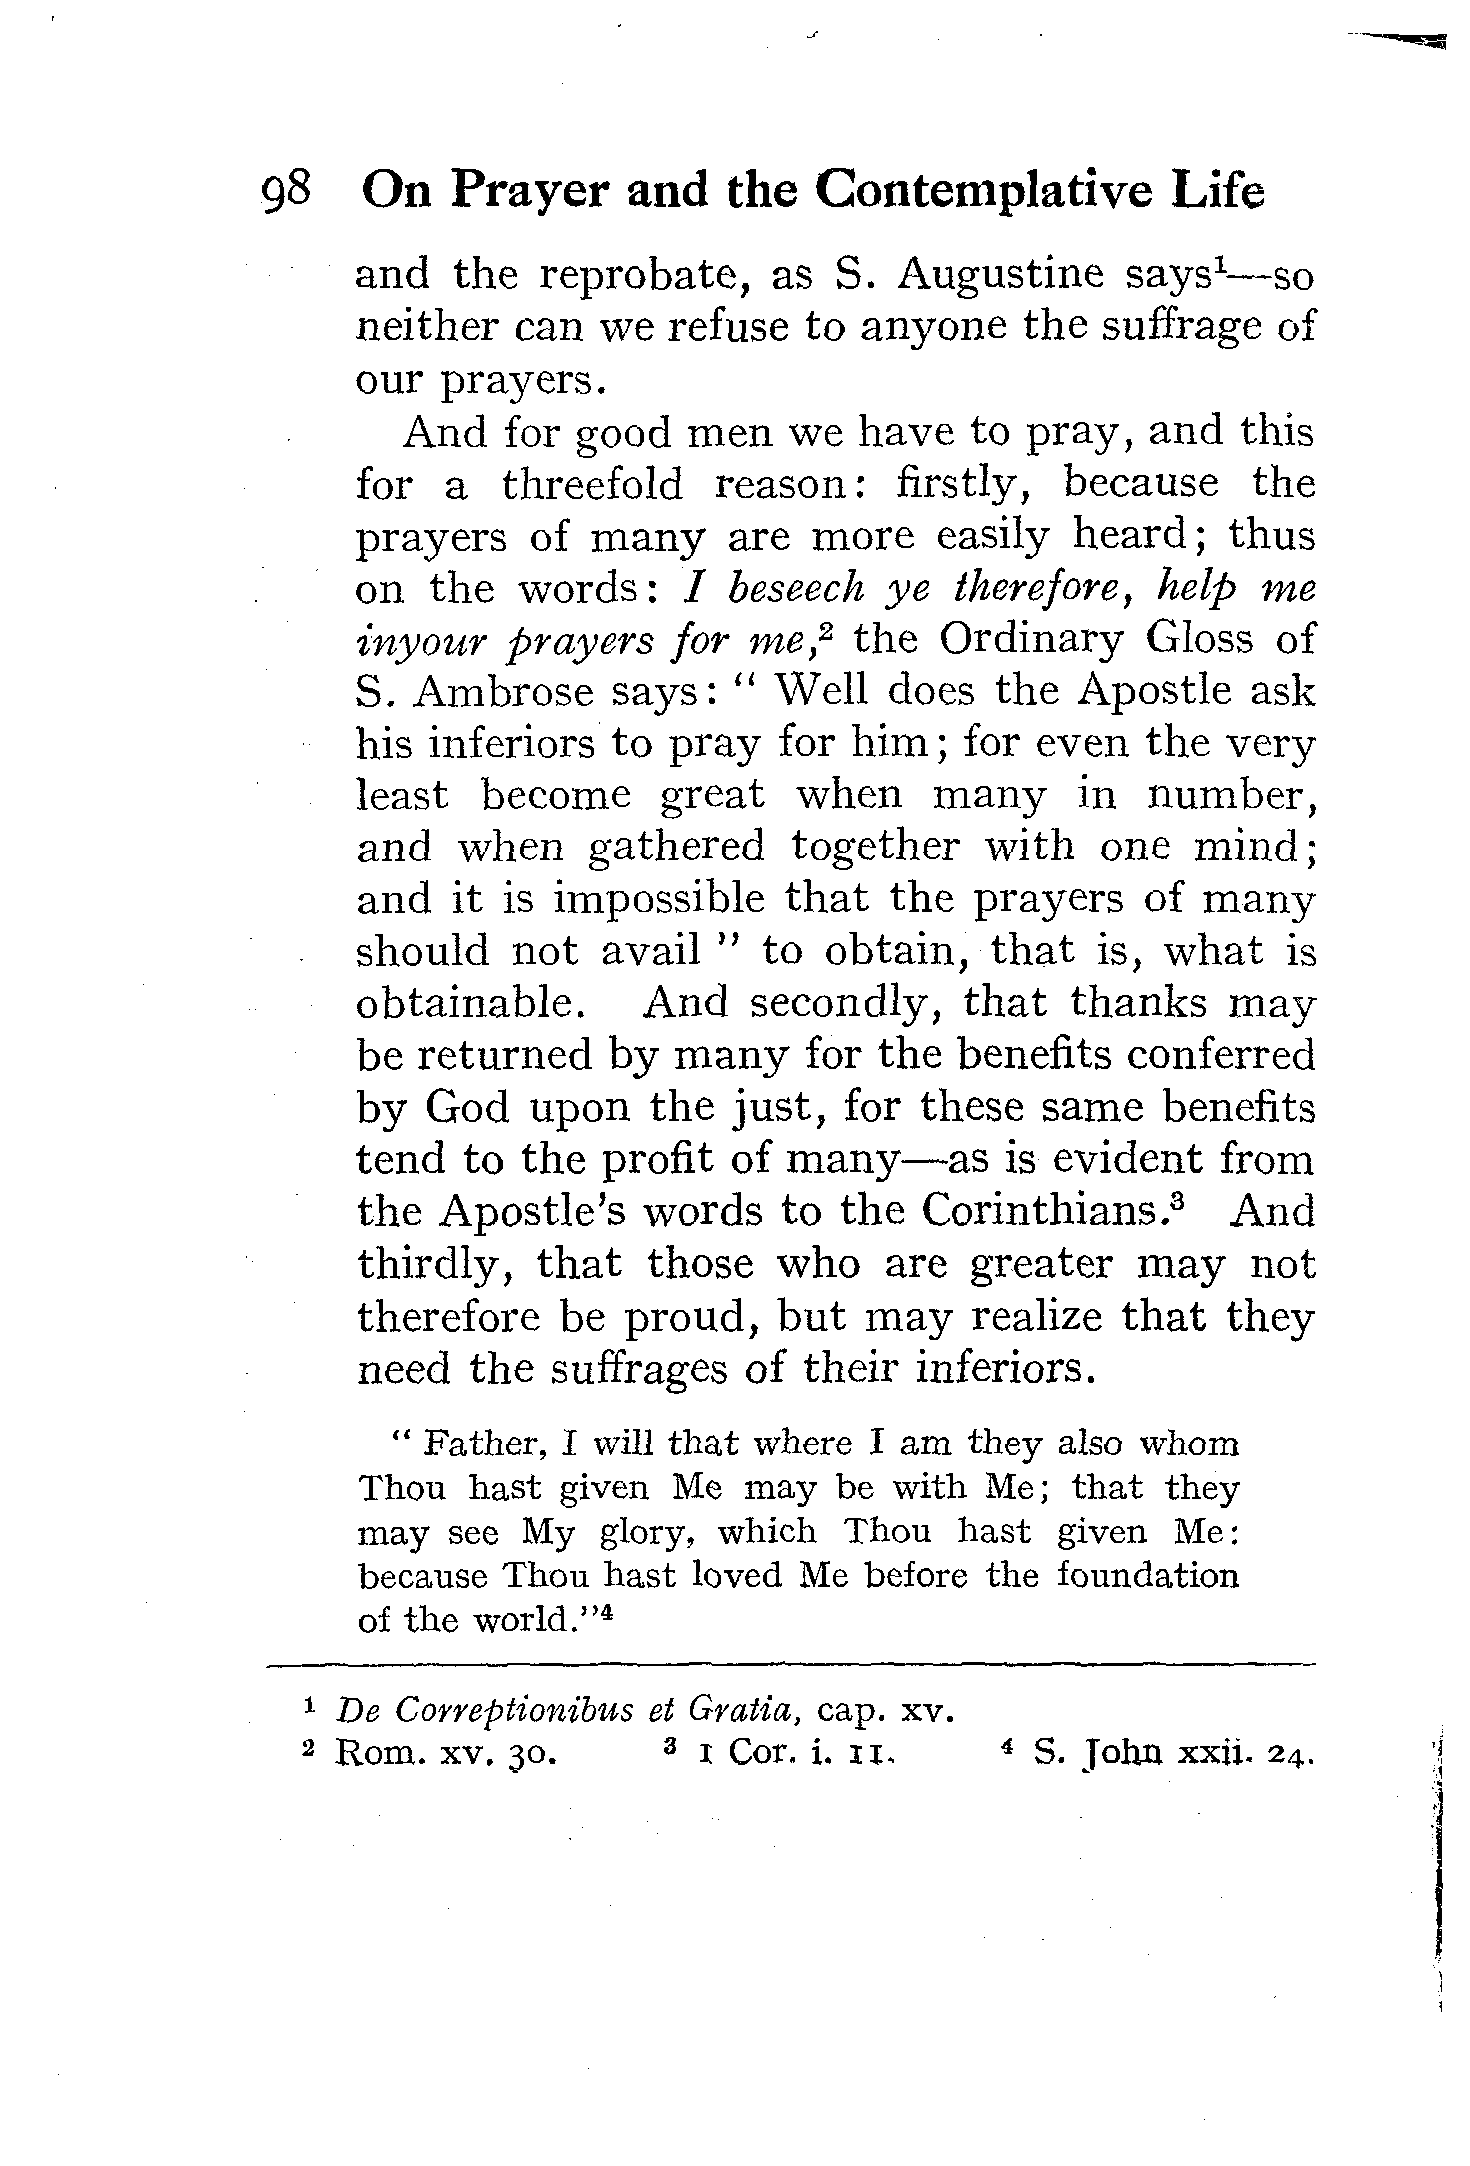 98 On Prayer and the Contemplative Life
and the reprobate, as S. Augustine says¹—so
neither can we refuse to anyone the suffrage of
our prayers.
And for good men we have to pray, and this
for a threefold reason: firstly, because the
prayers of many are more easily heard; thus
on the words: I beseech ye therefore, help me
inyour prayers for me,² the Ordinary Gloss of
S. Ambrose says: “ Well does the Apostle ask
his inferiors to pray for him; for even the very
least become great when many in number,
and when gathered together with one mind;
and it is impossible that the prayers of many
should not avail ” to obtain, that is, what is
obtainable. And secondly, that thanks may
be returned by many for the benefits conferred
by God upon the just, for these same benefits
tend to the profit of many—as is evident from
the Apostle's words to the Corinthians.³ And
thirdly, that those who are greater may not
therefore be proud, but may realize that they
need the suffrages of their inferiors.
“ Father, I will that where I am they also whom
Thou hast given Me may be with Me; that they
may see My glory, which Thou hast given Me:
because Thou hast loved Me before the foundation
of the world.”⁴
¹ De Correptionibus et Gratia, cap. xv.
² Rom. xv. 30. ³ 1 Cor. i. 11. ⁴ S. John xxii. 24.